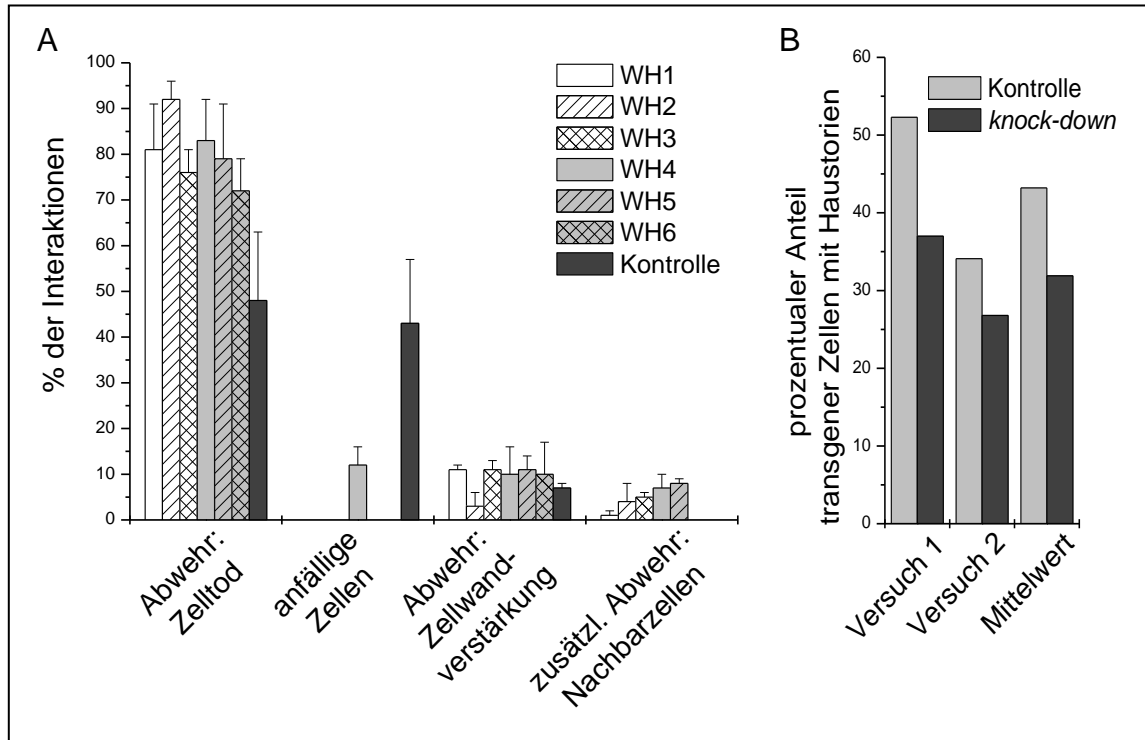 A
% der Interaktionen
100
90
80
70
60
50
40
30
20
10
0
WH1
WH2
WH3
WH4
WH5
WH6
Kontrolle
Abwehr:
Zelltod
anfällige
Zellen
Abwehr:
Zellwand-
verstärkung
zusätzl. Abwehr:
Nachbarzellen
B
prozentualer Anteil
transgener Zellen mit Haustorien
60
50
40
30
20
10
0
Kontrolle
knock-down
Versuch 1
Versuch 2
Mittelwert